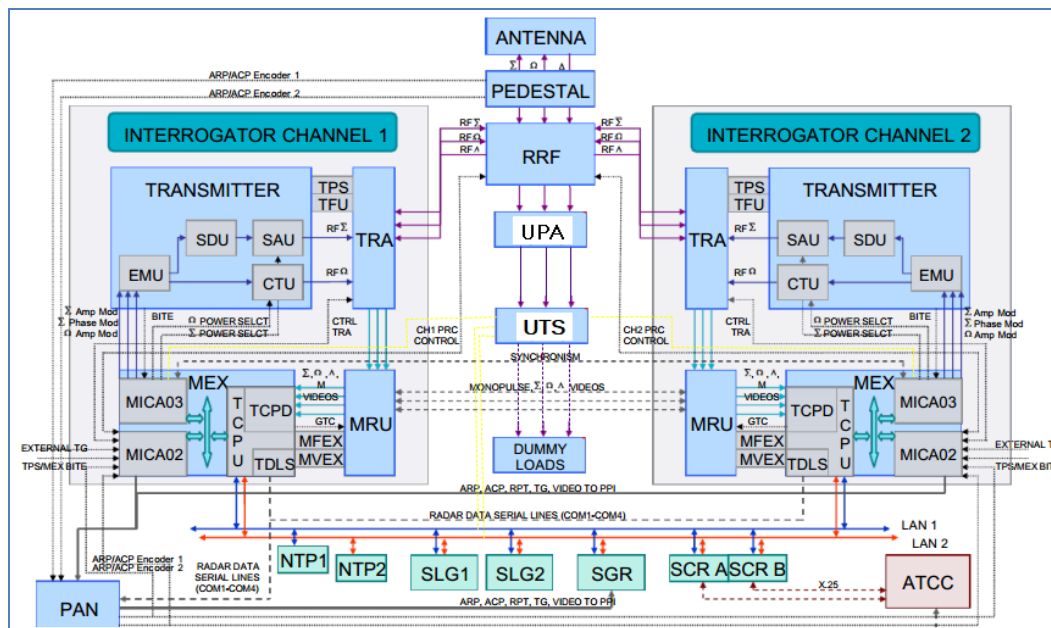 ANTENNA
Σ Ω Δ
ARP/ACP Encoder 1
ARP/ACP Encoder 2
PEDESTAL
INTERROGATOR CHANNEL 1
RF Σ
RF Ω
RF Λ
RRF
RF Σ
RF Ω
RF Λ
INTERROGATOR CHANNEL 2
TRANSMITTER
TPS
TFU
TRA
SDU
SAU
RF Σ
EMU
CTU
RF Ω
UPA
TPS
TFU
TRANSMITTER
TRA
RF Σ
SAU
SDU
RF Ω
CTU
EMU
Σ Amp Mod
Σ Phase Mod
Ω Amp Mod
BITE
Ω POWER SELCT
Σ POWER SELCT
CTRL
TRA
CH1 PRC
CONTROL
UTS
SYNCHRONISM
CH2 PRC
CONTROL
CTRL
TRA
Ω POWER SELCT
Σ POWER SELCT
BITE
Σ Amp Mod
Σ Phase Mod
Ω Amp Mod
MICA03
MEX
TCPU
TCPD
Σ, Ω, Λ,
M
VIDEOS
GTC
MRU
MONOPULSE, Σ, Ω, Λ, VIDEOS
MRU
Σ, Ω, Λ,
M
VIDEOS
GTC
MEX
TCPD
TCPU
MICA03
EXTERNAL TG
TPS/MEX BITE
MICA02
MFEX
MVEX
TDLS
DUMMY
LOADS
MFEX
MVEX
TDLS
MICA02
EXTERNAL TG
TPS/MEX BIT
ARP, ACP, RPT, TG, VIDEO TO PPI
RADAR DATA SERIAL LINES (COM1-COM4)
LAN 1
LAN 2
ARP/ACP Encoder 1
ARP/ACP Encoder 2
RADAR DATA
SERIAL LINES
(COM1-COM4)
NTP1
NTP2
SLG1
SLG2
SGR
SCR A
SCR B
X.25
ATCC
PAN
ARP, ACP, RPT, TG, VIDEO TO PPI